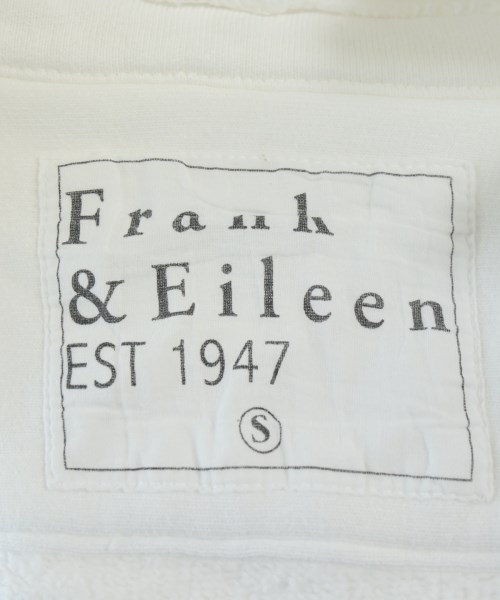 Frank
& Eileen
EST 1947
S